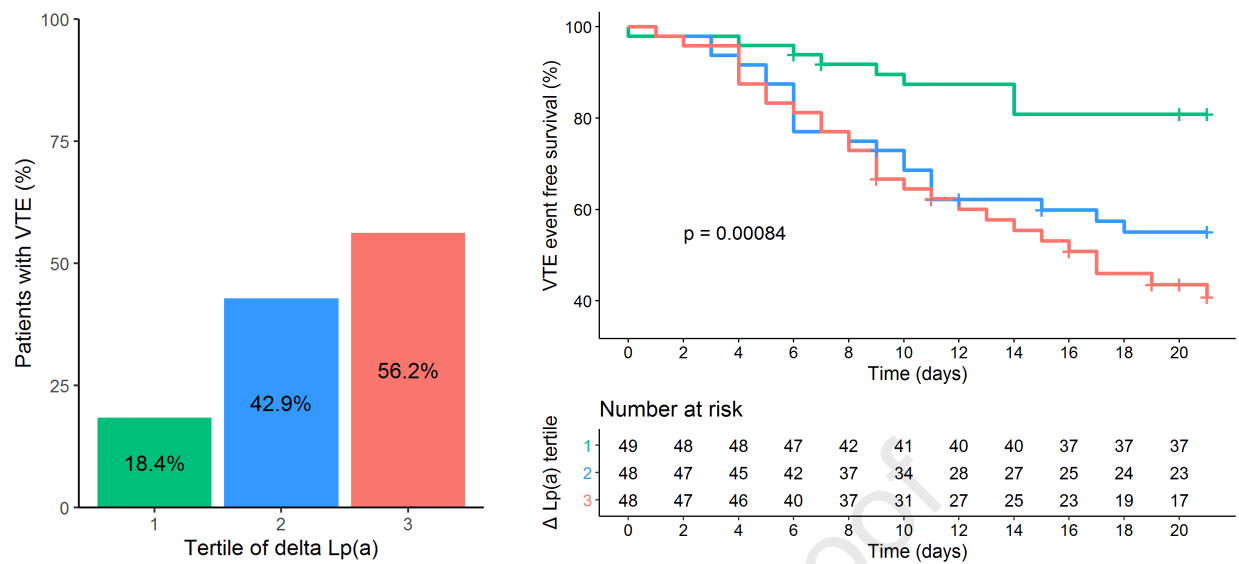 100
75
50
25
0
Patients with VTE (%)
18.4%
42.9%
56.2%
1 2 3
Tertile of delta Lp(a)
100
80
60
40
VTE event free survival (%)
p = 0.00084
0 2 4 6 8 10 12 14 16 18 20
Time (days)
Number at risk
Δ Lp(a) tertile
1 49 48 48 47 42 41 40 40 37 37 37
2 48 47 45 42 37 34 28 27 25 24 23
3 48 47 46 40 37 31 27 25 23 19 17
0 2 4 6 8 10 12 14 16 18 20
Time (days)
oof